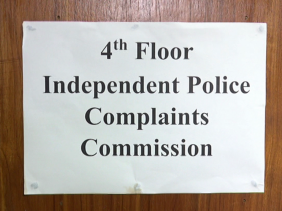 4th Floor
Independent Police
Complaints
Commission